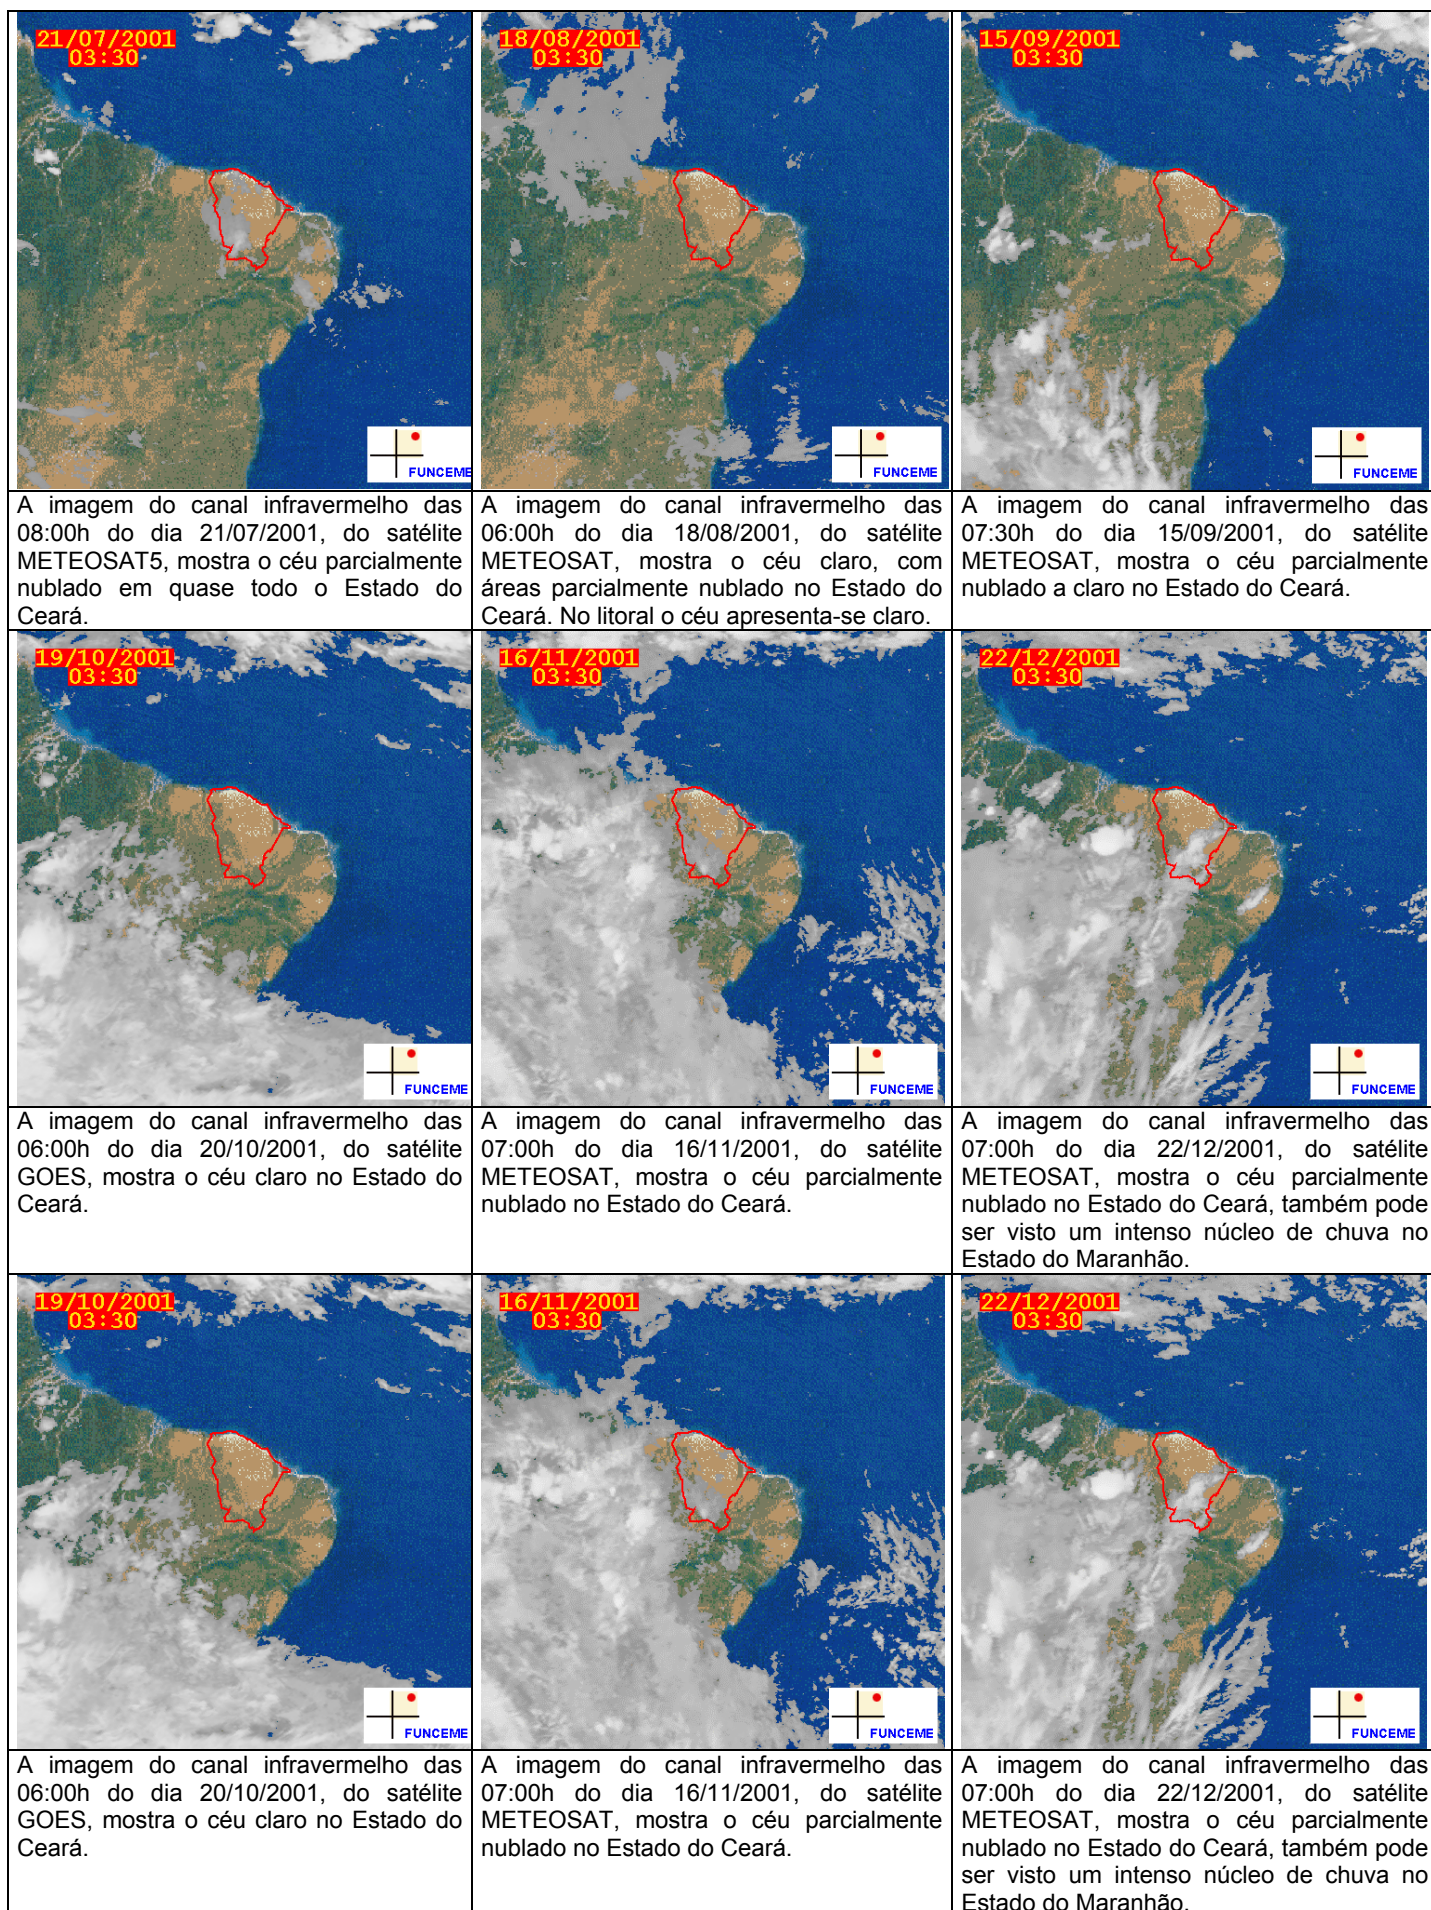 21/07/2001
03:30
FUNCEME
18/08/2001
03:30
FUNCEME
15/09/2001
03:30
FUNCEME
A imagem do canal infravermelho das
08:00h do dia 21/07/2001, do satélite
METEOSAT5, mostra o céu parcialmente
nublado em quase todo o Estado do
Ceará.
A imagem do canal infravermelho das
06:00h do dia 18/08/2001, do satélite
METEOSAT, mostra o céu claro, com
áreas parcialmente nublado no Estado do
Ceará. No litoral o céu apresenta-se claro.
A imagem do canal infravermelho das
07:30h do dia 15/09/2001, do satélite
METEOSAT, mostra o céu parcialmente
nublado a claro no Estado do Ceará.
19/10/2001
03:30
FUNCEME
16/11/2001
03:30
FUNCEME
22/12/2001
03:30
FUNCEME
A imagem do canal infravermelho das
06:00h do dia 20/10/2001, do satélite
GOES, mostra o céu claro no Estado do
Ceará.
A imagem do canal infravermelho das
07:00h do dia 16/11/2001, do satélite
METEOSAT, mostra o céu parcialmente
nublado no Estado do Ceará.
A imagem do canal infravermelho das
07:00h do dia 22/12/2001, do satélite
METEOSAT, mostra o céu parcialmente
nublado no Estado do Ceará, também pode
ser visto um intenso núcleo de chuva no
Estado do Maranhão.
19/10/2001
03:30
FUNCEME
16/11/2001
03:30
FUNCEME
22/12/2001
03:30
FUNCEME
A imagem do canal infravermelho das
06:00h do dia 20/10/2001, do satélite
GOES, mostra o céu claro no Estado do
Ceará.
A imagem do canal infravermelho das
07:00h do dia 16/11/2001, do satélite
METEOSAT, mostra o céu parcialmente
nublado no Estado do Ceará.
A imagem do canal infravermelho das
07:00h do dia 22/12/2001, do satélite
METEOSAT, mostra o céu parcialmente
nublado no Estado do Ceará, também pode
ser visto um intenso núcleo de chuva no
Estado do Maranhão.